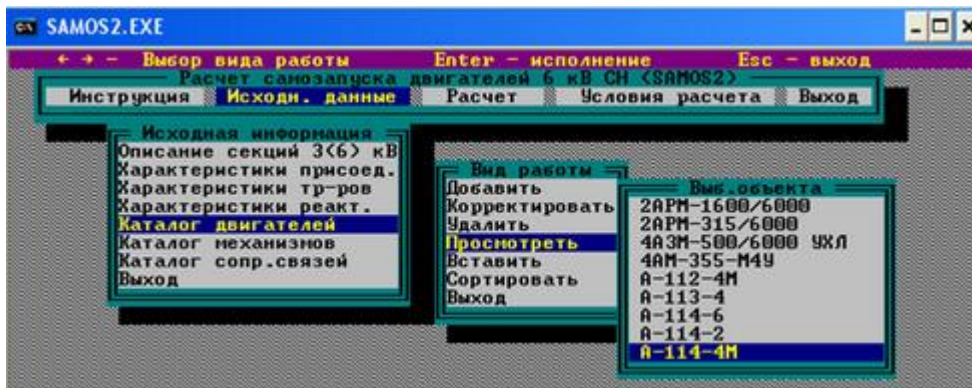 SAMOS2.EXE
← → - Выбор вида работы Enter - исполнение Esc - выход
Расчет самозапуска двигателей 6 кВ СН (SAMOS2)
Инструкция Исходн. данные Расчет Условия расчета Выход
Исходная информация
Описание секций 3(6) кВ
Характеристики присоед.
Характеристики тр-ров
Характеристики реакт.
Каталог двигателей
Каталог механизмов
Каталог сопр.связей
Выход
Вид работы
Добавить
Корректировать
Удалить
Просмотреть
Вставить
Сортировать
Выход
Выб.объекта
2АРМ-1600/6000
2АРМ-315/6000
4АЗМ-500/6000 УХЛ
4АМ-355-М4У
А-112-4М
А-113-4
А-114-6
А-114-2
А-114-4М